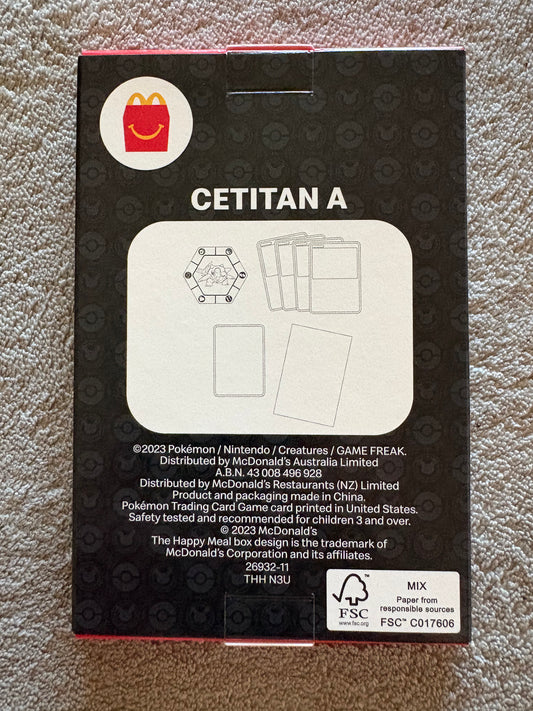 CETITAN A
©2023 Pokémon / Nintendo / Creatures / GAME FREAK.
Distributed by McDonald's Australia Limited
A.B.N. 43 008 496 928
Distributed by McDonald's Restaurants (NZ) Limited
Product and packaging made in China.
Pokémon Trading Card Game card printed in United States.
Safety tested and recommended for children 3 and over.
© 2023 McDonald's
The Happy Meal box design is the trademark of
McDonald's Corporation and its affiliates.
26932-11
THH N3U
FSC™
www.fsc.org
MIX
Paper from
responsible sources
FSC™ C017606